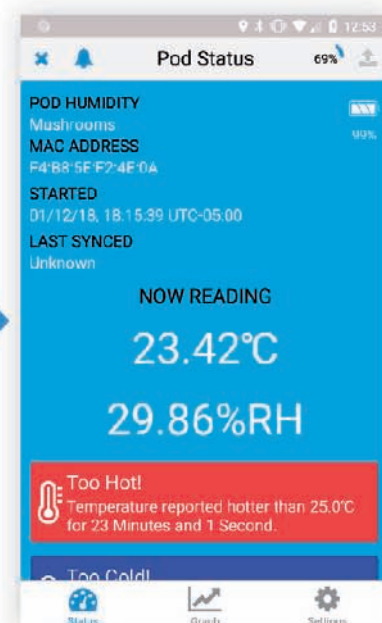 12:53
Pod Status
69%
POD HUMIDITY
Mushrooms
99%
MAC ADDRESS
F4:B8:5E:F2:4E:0A
STARTED
01/12/18, 18:15:39 UTC-05:00
LAST SYNCED
Unknown
NOW READING
23.42°C
29.86%RH
Too Hot!
Temperature reported hotter than 25.0°C
for 23 Minutes and 1 Second.
Too Cold!
Status Graph Settings